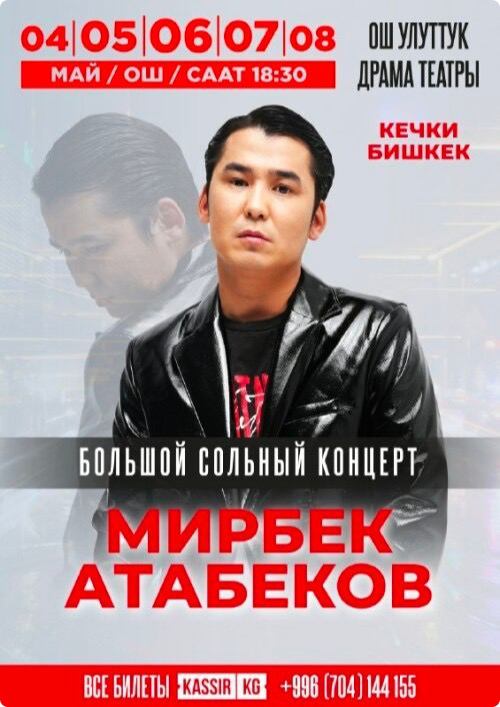 04|05|06|07|08
МАЙ / ОШ / СААТ 18:30
ОШ УЛУТТУК
ДРАМА ТЕАТРЫ
КЕЧКИ
БИШКЕК
БОЛЬШОЙ СОЛЬНЫЙ КОНЦЕРТ
МИРБЕК
АТАБЕКОВ
ВСЕ БИЛЕТЫ KASSIR KG +996 (704) 144 155